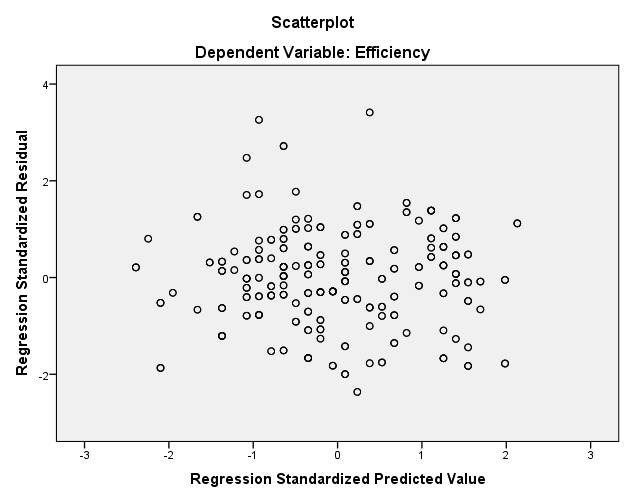 Scatterplot
Dependent Variable: Efficiency
Regression Standardized Residual
4
2
0
-2
-3
-2
-1
0
1
2
3
Regression Standardized Predicted Value